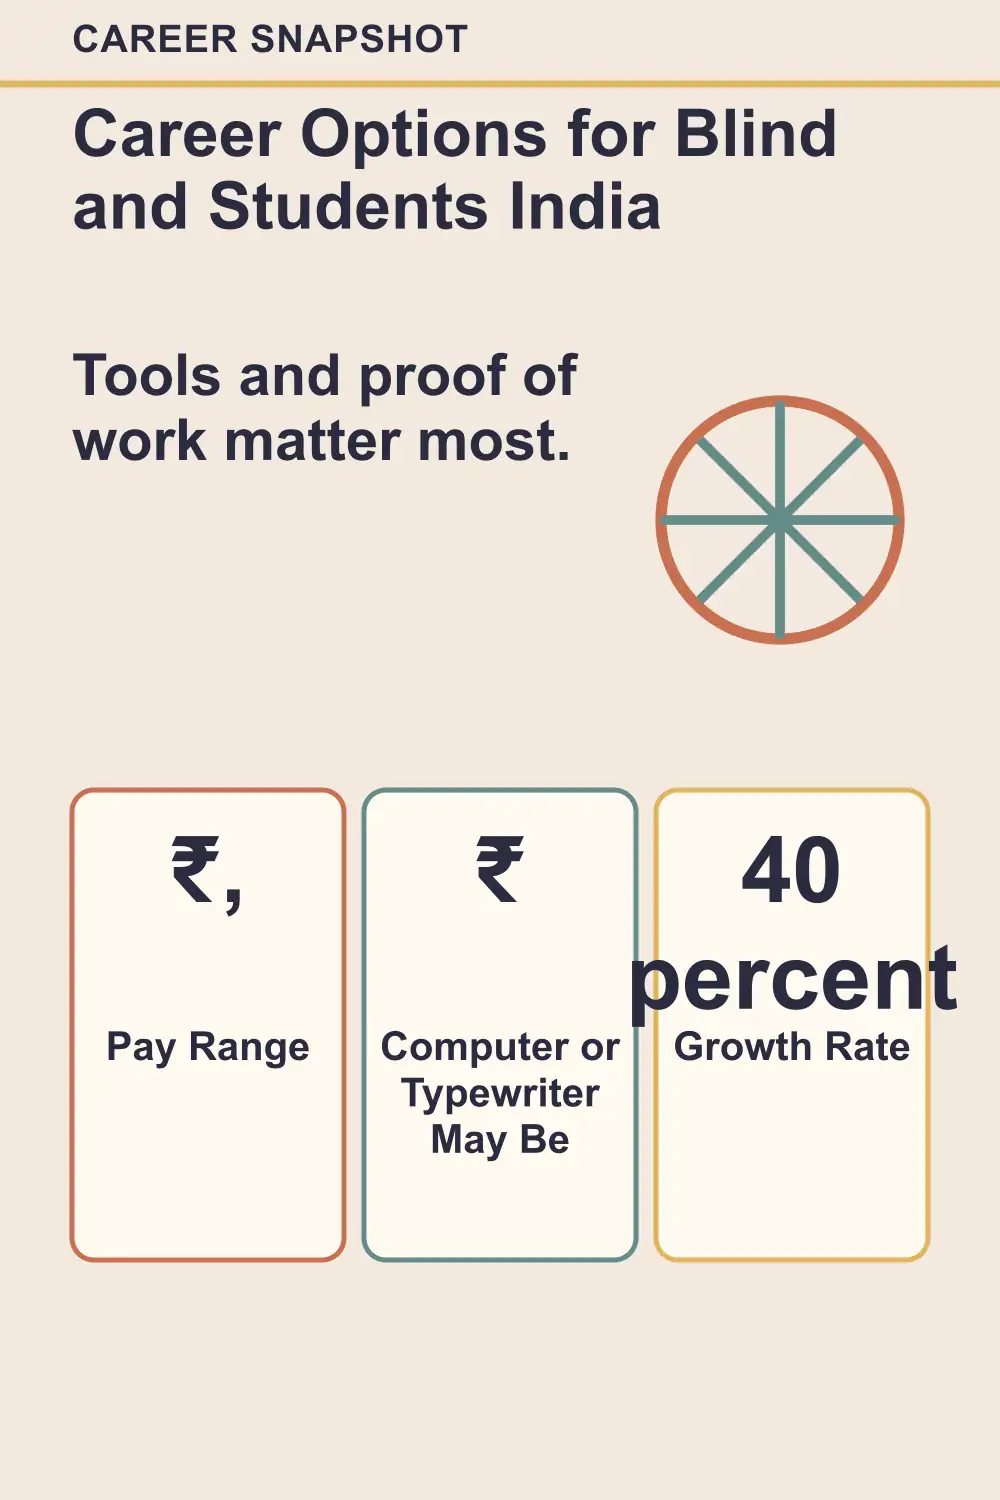 CAREER SNAPSHOT
Career Options for Blind
and Students India
Tools and proof of
work matter most.
₹,
Pay Range
₹
Computer or
Typewriter
May Be
40
percent
Growth Rate